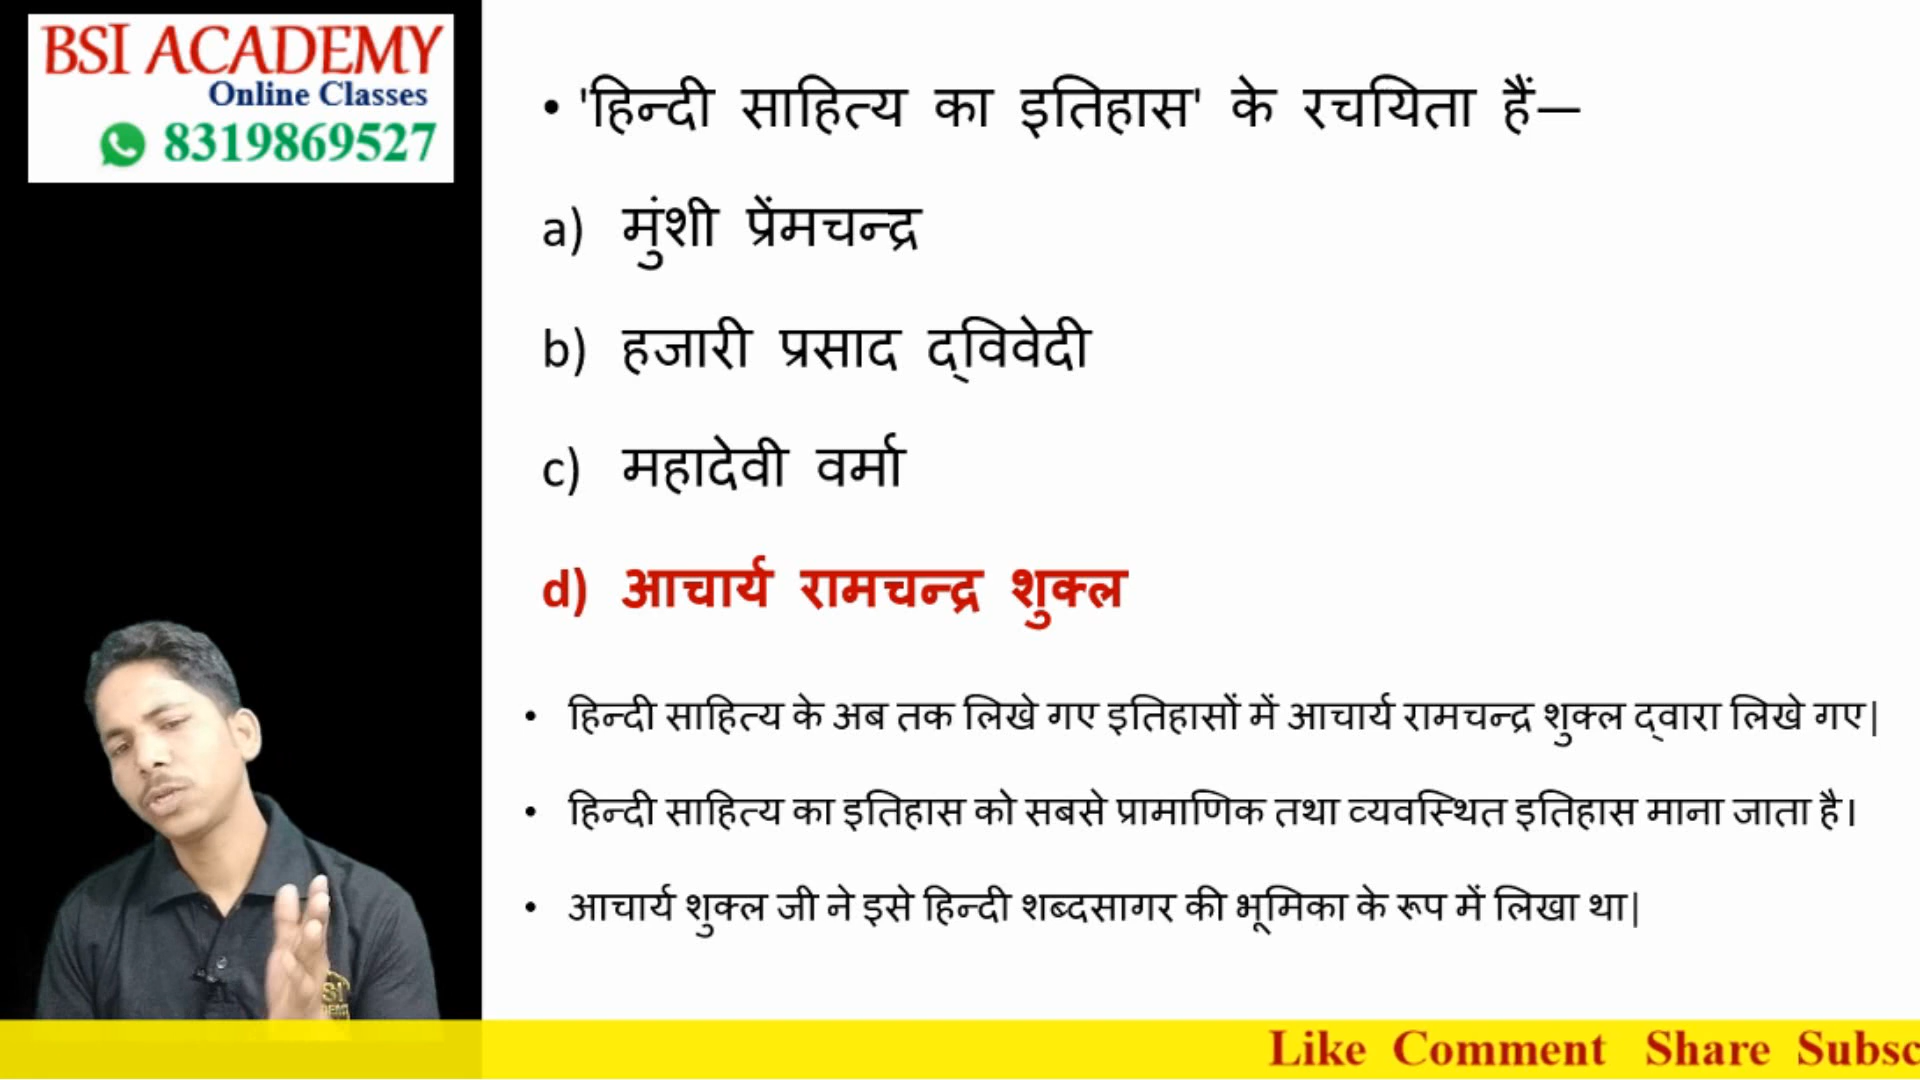 BSI ACADEMY
Online Classes
8319869527
• 'हिन्दी साहित्य का इतिहास' के रचयिता हैं—
a) मुंशी प्रेंमचन्द्र
b) हजारी प्रसाद द्विवेदी
c) महादेवी वर्मा
d) आचार्य रामचन्द्र शुक्ल
• हिन्दी साहित्य के अब तक लिखे गए इतिहासों में आचार्य रामचन्द्र शुक्ल द्वारा लिखे गए|
• हिन्दी साहित्य का इतिहास को सबसे प्रामाणिक तथा व्यवस्थित इतिहास माना जाता है।
• आचार्य शुक्ल जी ने इसे हिन्दी शब्दसागर की भूमिका के रूप में लिखा था|
Like Comment Share Subsc